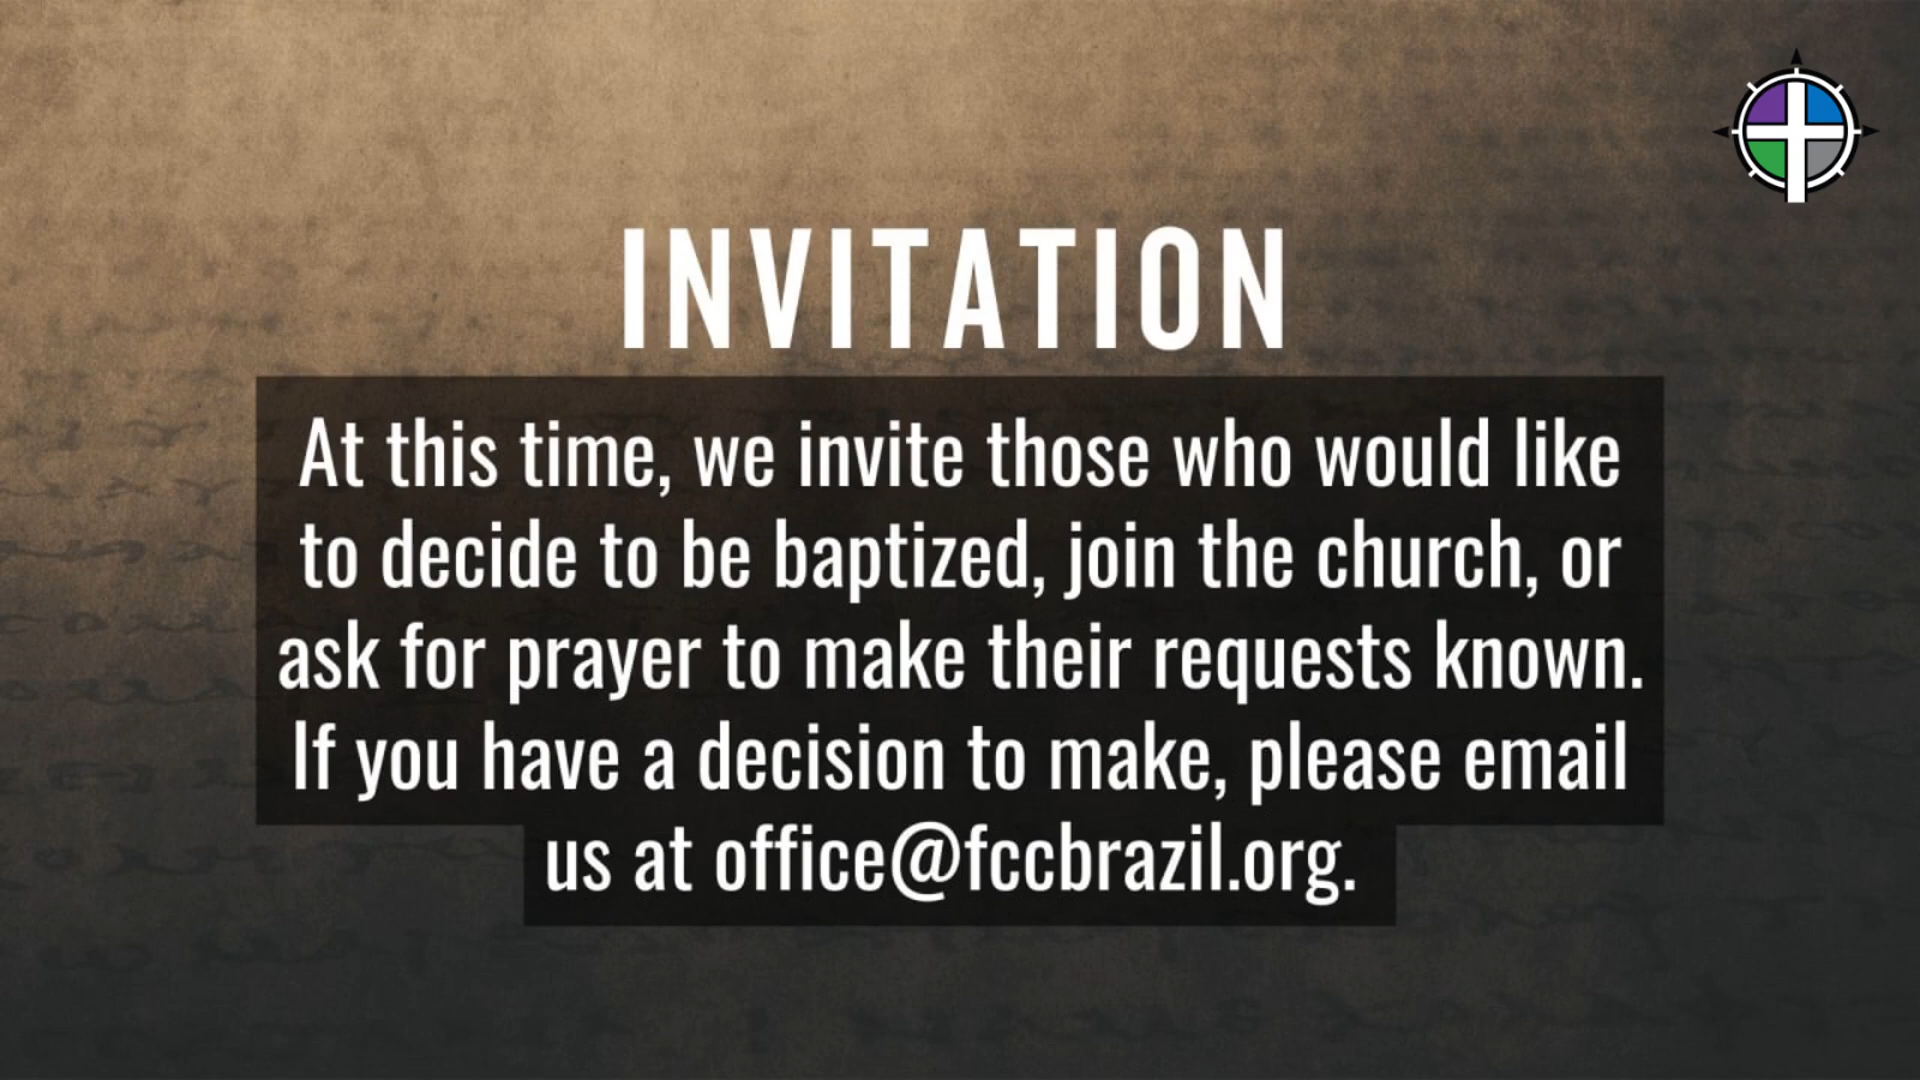 INVITATION
At this time, we invite those who would like
to decide to be baptized, join the church, or
ask for prayer to make their requests known.
If you have a decision to make, please email
us at office@fccbrazil.org.